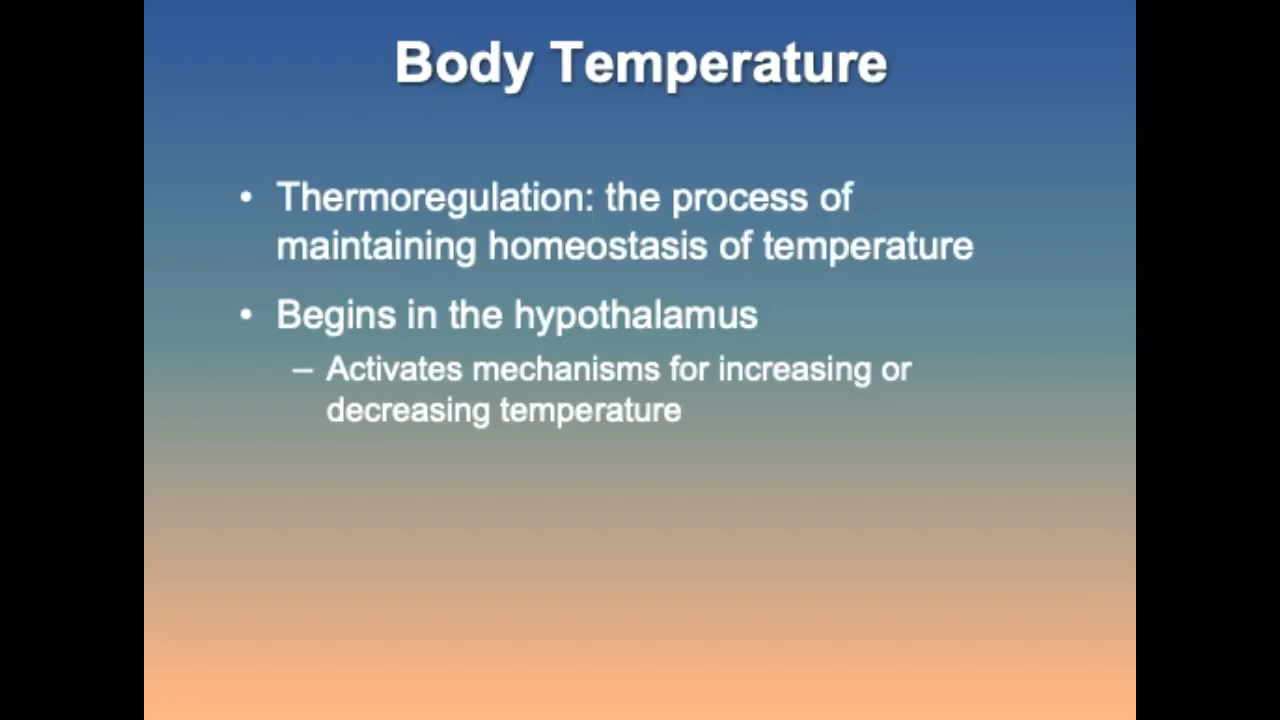 Body Temperature
• Thermoregulation: the process of
maintaining homeostasis of temperature
• Begins in the hypothalamus
– Activates mechanisms for increasing or
decreasing temperature